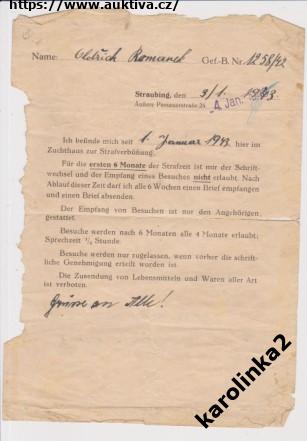 https://www.auktiva.cz/
Name: Oldřich Romanek Gef.-B. Nr. 1258/42
Straubing, den 3/1. 1943
4. Jan. 1943
Äußere Passauerstraße 24
Ich befinde mich seit 1. Januar 1943. hier im
Zuchthaus zur Strafverbüßung.
Für die ersten 6 Monate der Strafzeit ist mir der Schrift-
wechsel und der Empfang eines Besuches nicht erlaubt. Nach
Ablauf dieser Zeit darf ich alle 6 Wochen einen Brief empfangen
und einen Brief absenden.
Der Empfang von Besuchen ist nur den Angehörigen
gestattet.
Besuche werden nach 6 Monaten alle 4 Monate erlaubt;
Sprechzeit ¼ Stunde.
Besuche werden nur zugelassen, wenn vorher die schrift-
liche Genehmigung erteilt worden ist.
Die Zusendung von Lebensmitteln und Waren aller Art
ist verboten.
Grüsse an Alle!
karolinka2